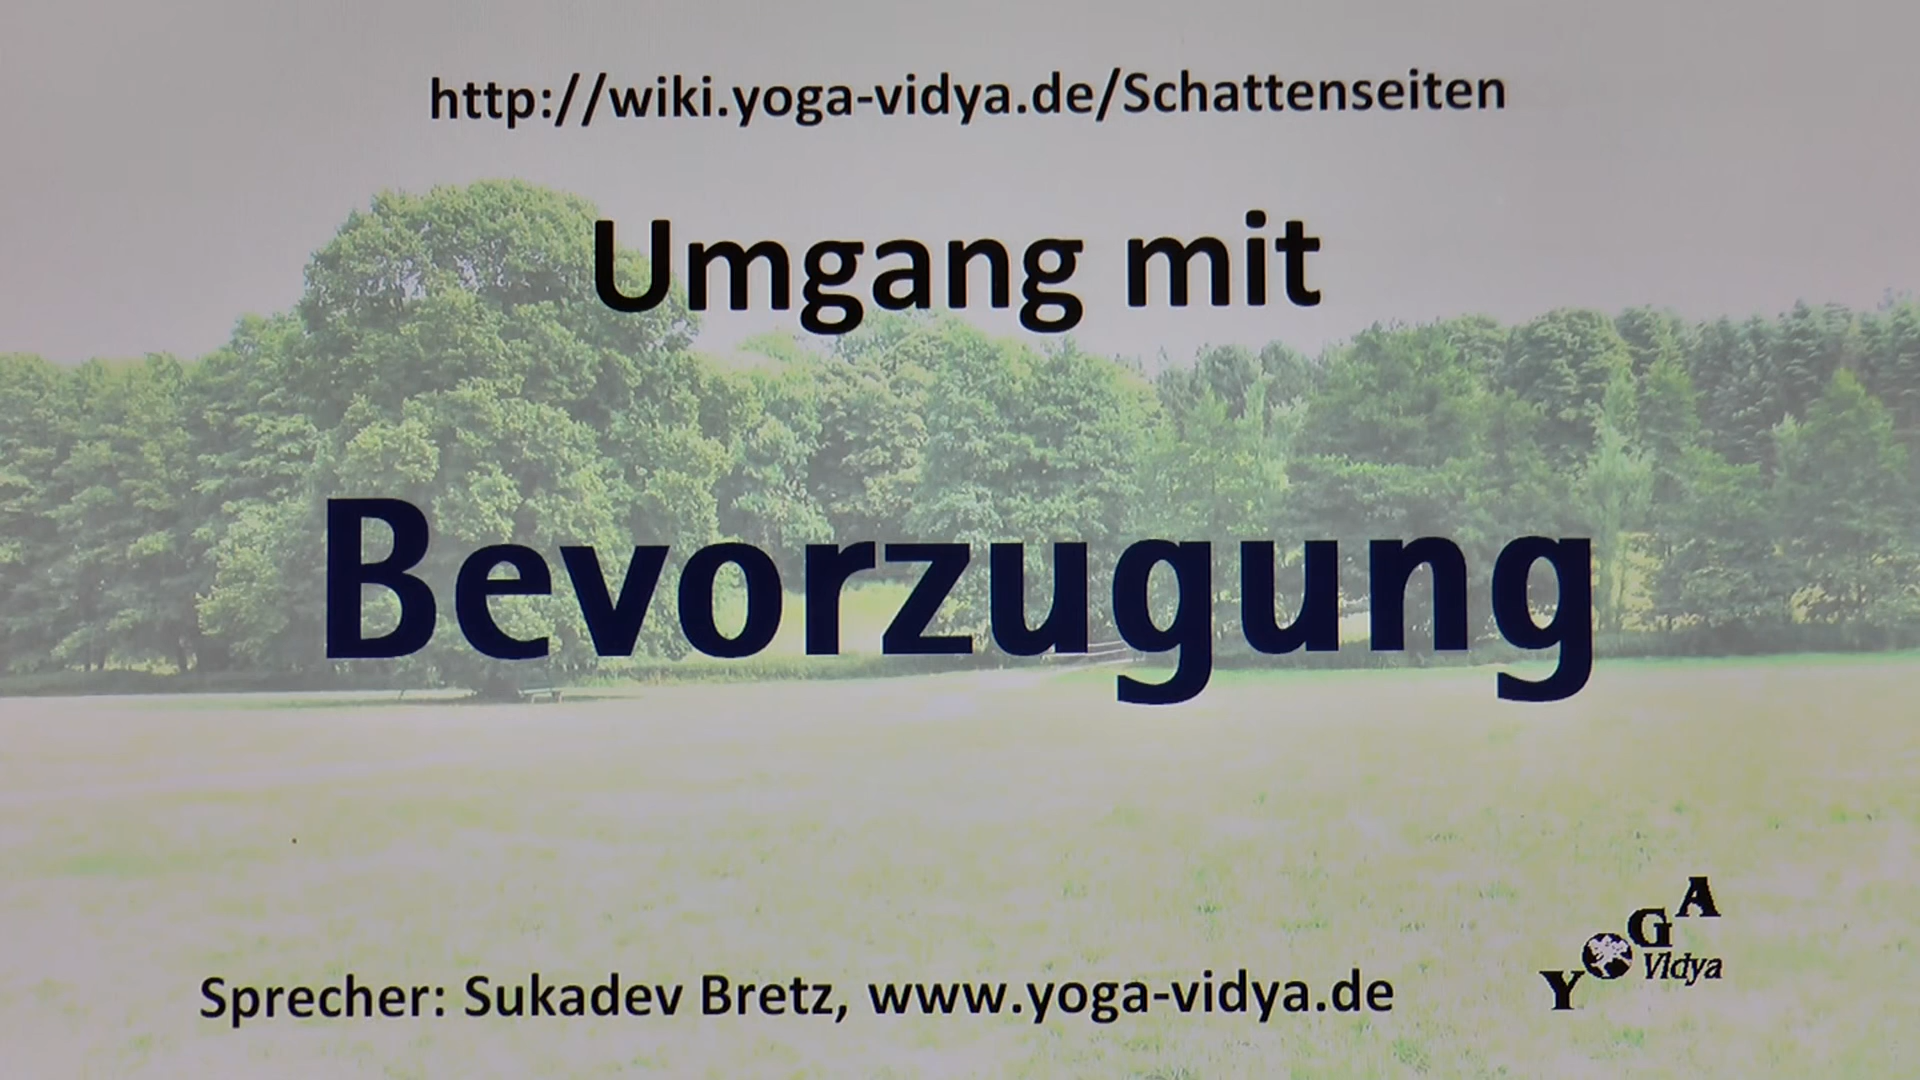 http://wiki.yoga-vidya.de/Schattenseiten
Umgang mit
Bevorzugung
Sprecher: Sukadev Bretz, www.yoga-vidya.de
YOGA
Vidya